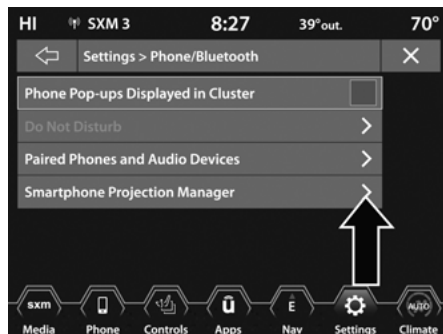 HI SXM 3 8:27 39°out. 70°
Settings > Phone/Bluetooth
Phone Pop-ups Displayed in Cluster
Do Not Disturb
Paired Phones and Audio Devices
Smartphone Projection Manager
sxm û E AUTO
Media Phone Controls Apps Nav Settings Climate